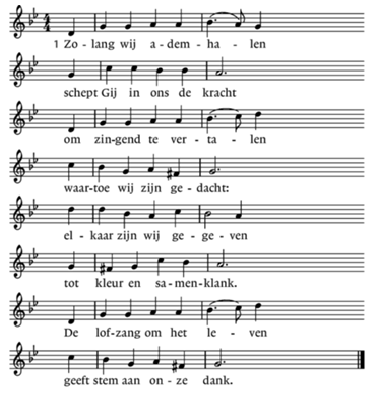 1 Zo-lang wij a-dem-ha-len
schept Gij in ons de kracht
om zin-gend te ver-ta-len
waar-toe wij zijn ge-dacht:
el-kaar zijn wij ge-ge-ven
tot kleur en sa-men-klank.
De lof-zang om het le-ven
geeft stem aan on-ze dank.